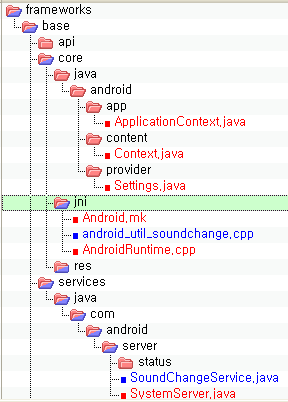 frameworks
base
api
core
java
android
app
ApplicationContext.java
content
Context.java
provider
Settings.java
jni
Android.mk
android_util_soundchange.cpp
AndroidRuntime.cpp
res
services
java
com
android
server
status
SoundChangeService.java
SystemServer.java